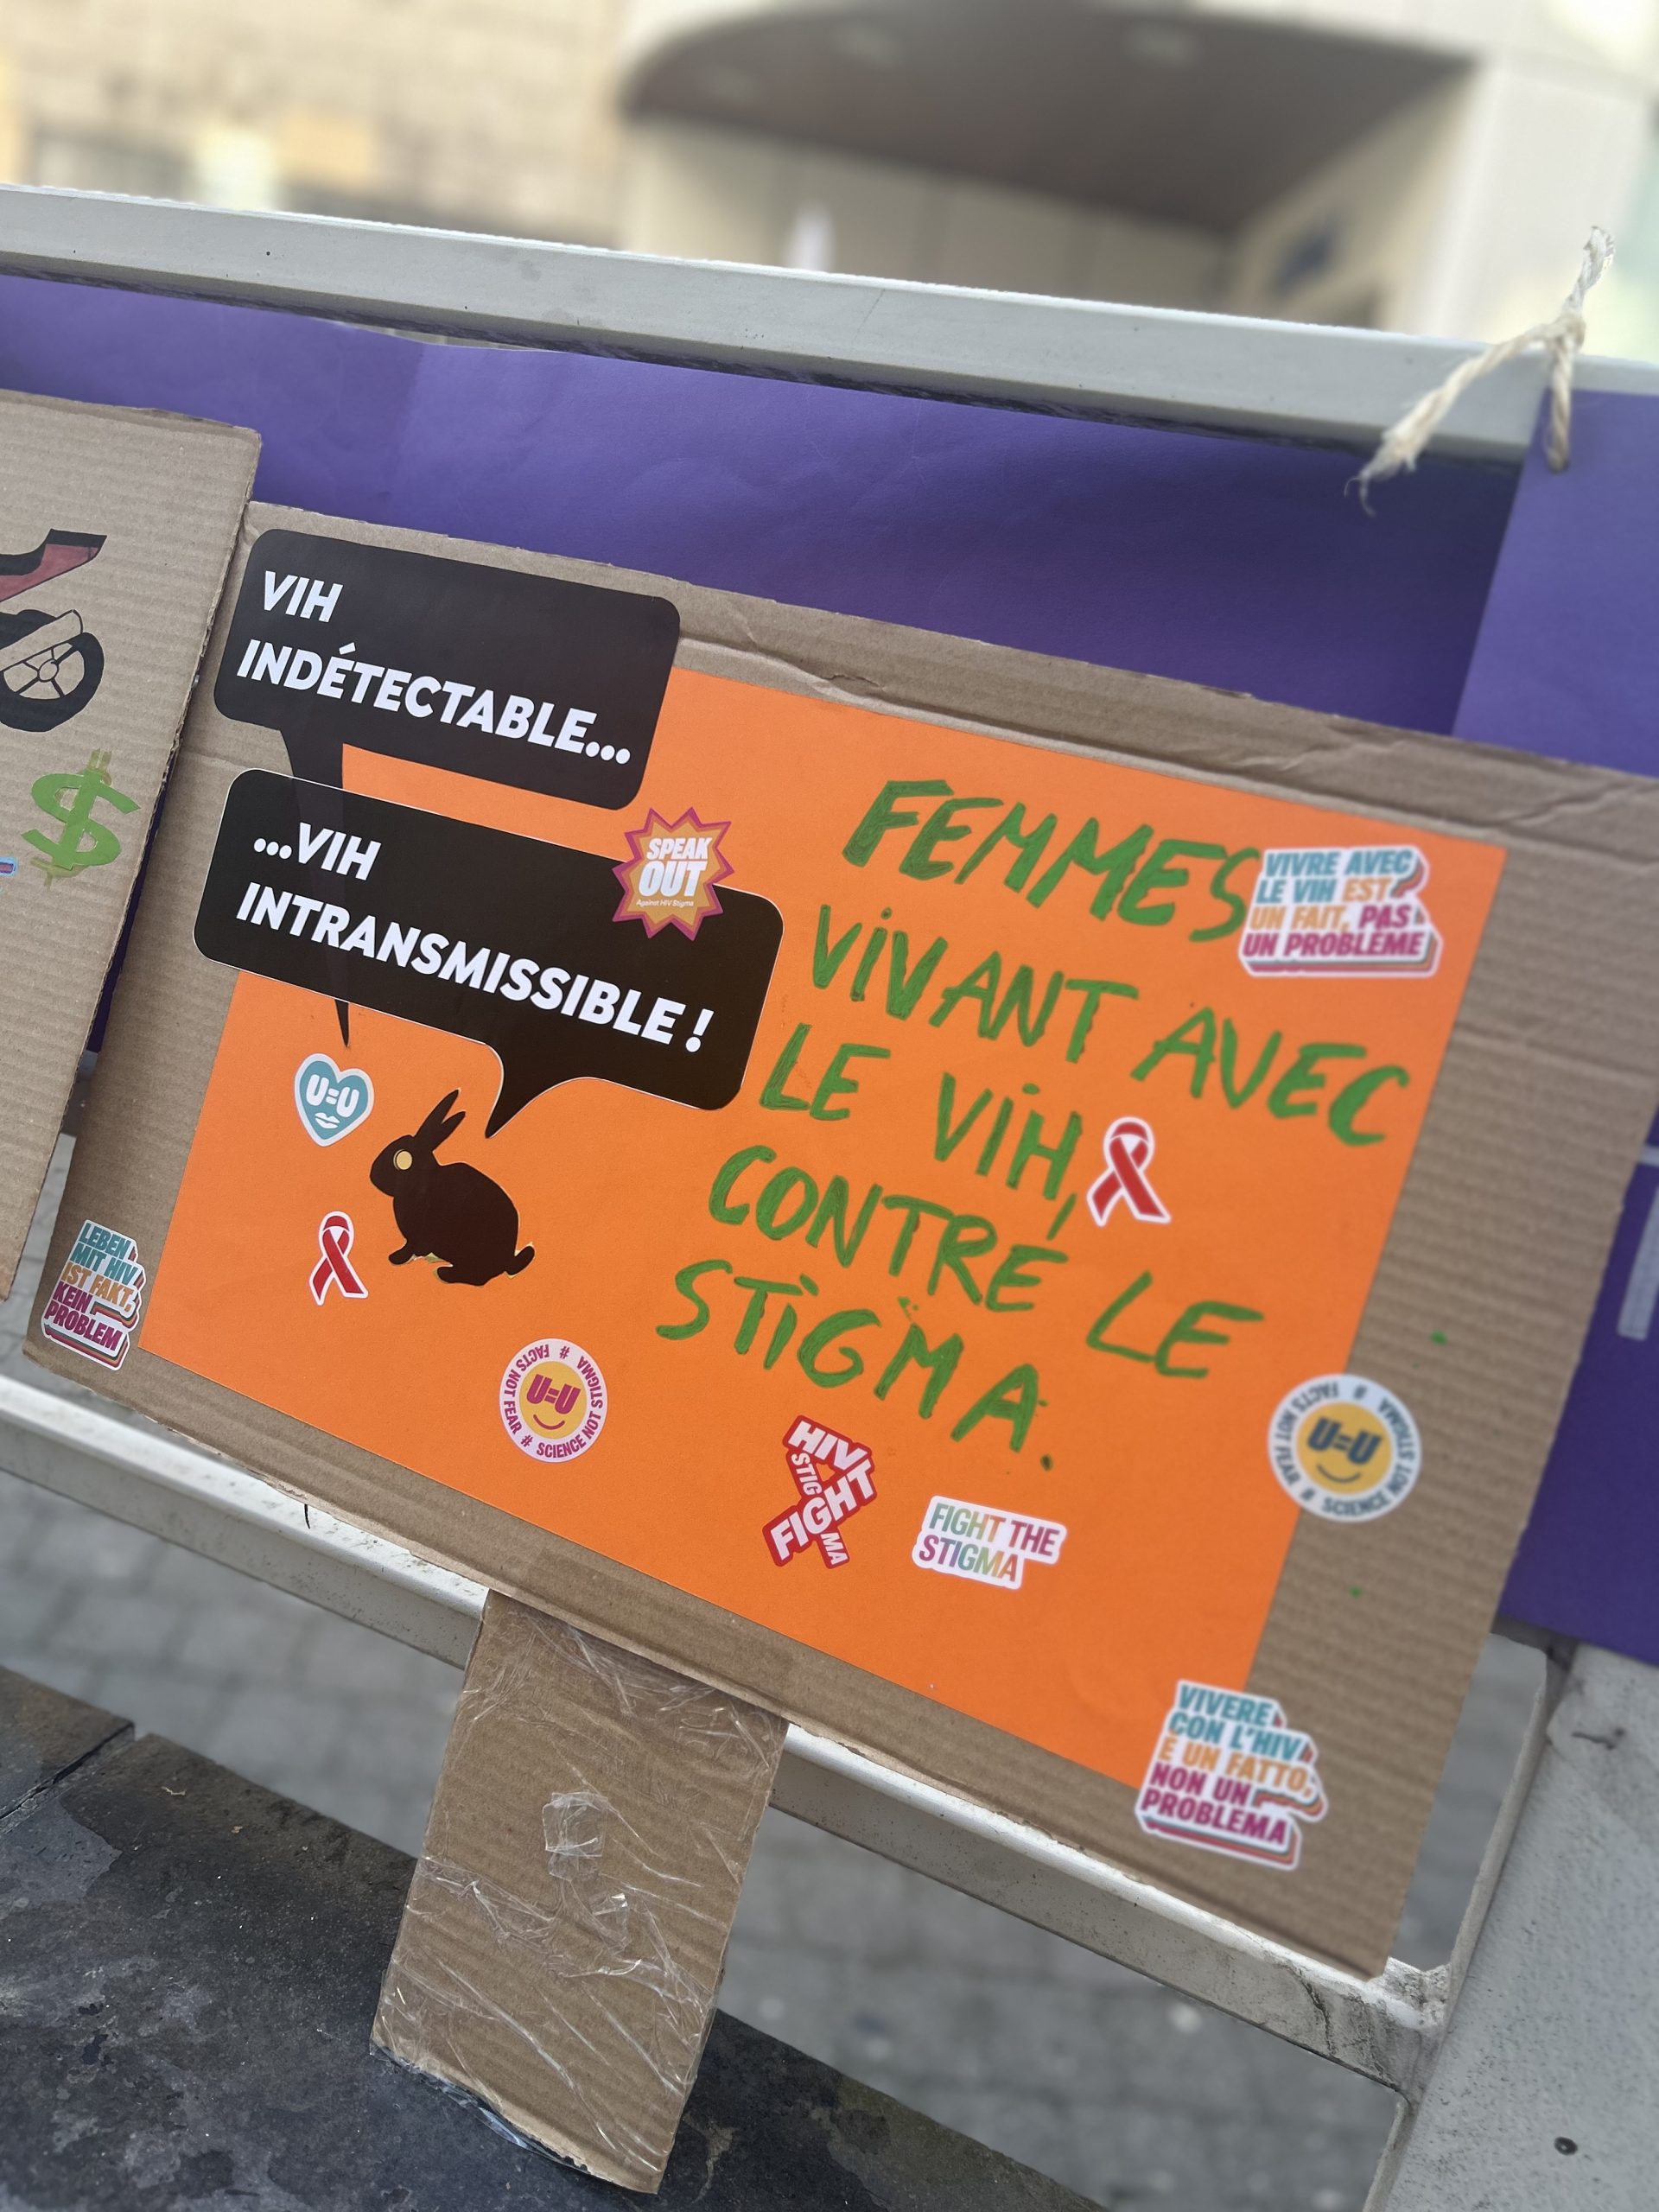 VIH
INDÉTECTABLE...
...VIH
INTRANSMISSIBLE !
SPEAK
OUT
Against HIV Stigma
FEMMES
VIVANT AVEC
LE VIH,
CONTRE LE
STIGMA.
VIVRE AVEC
LE VIH EST
UN FAIT, PAS
UN PROBLÈME
U=U
LEBEN
MIT HIV
IST FAKT,
KEIN
PROBLEM
U=U
# FACTS NOT FEAR # SCIENCE NOT STIGMA
HIV
FIGHT
STIGMA
FIGHT THE
STIGMA
U=U
# FACTS NOT FEAR # SCIENCE NOT STIGMA
VIVERE
CON L'HIV
È UN FATTO,
NON UN
PROBLEMA
$